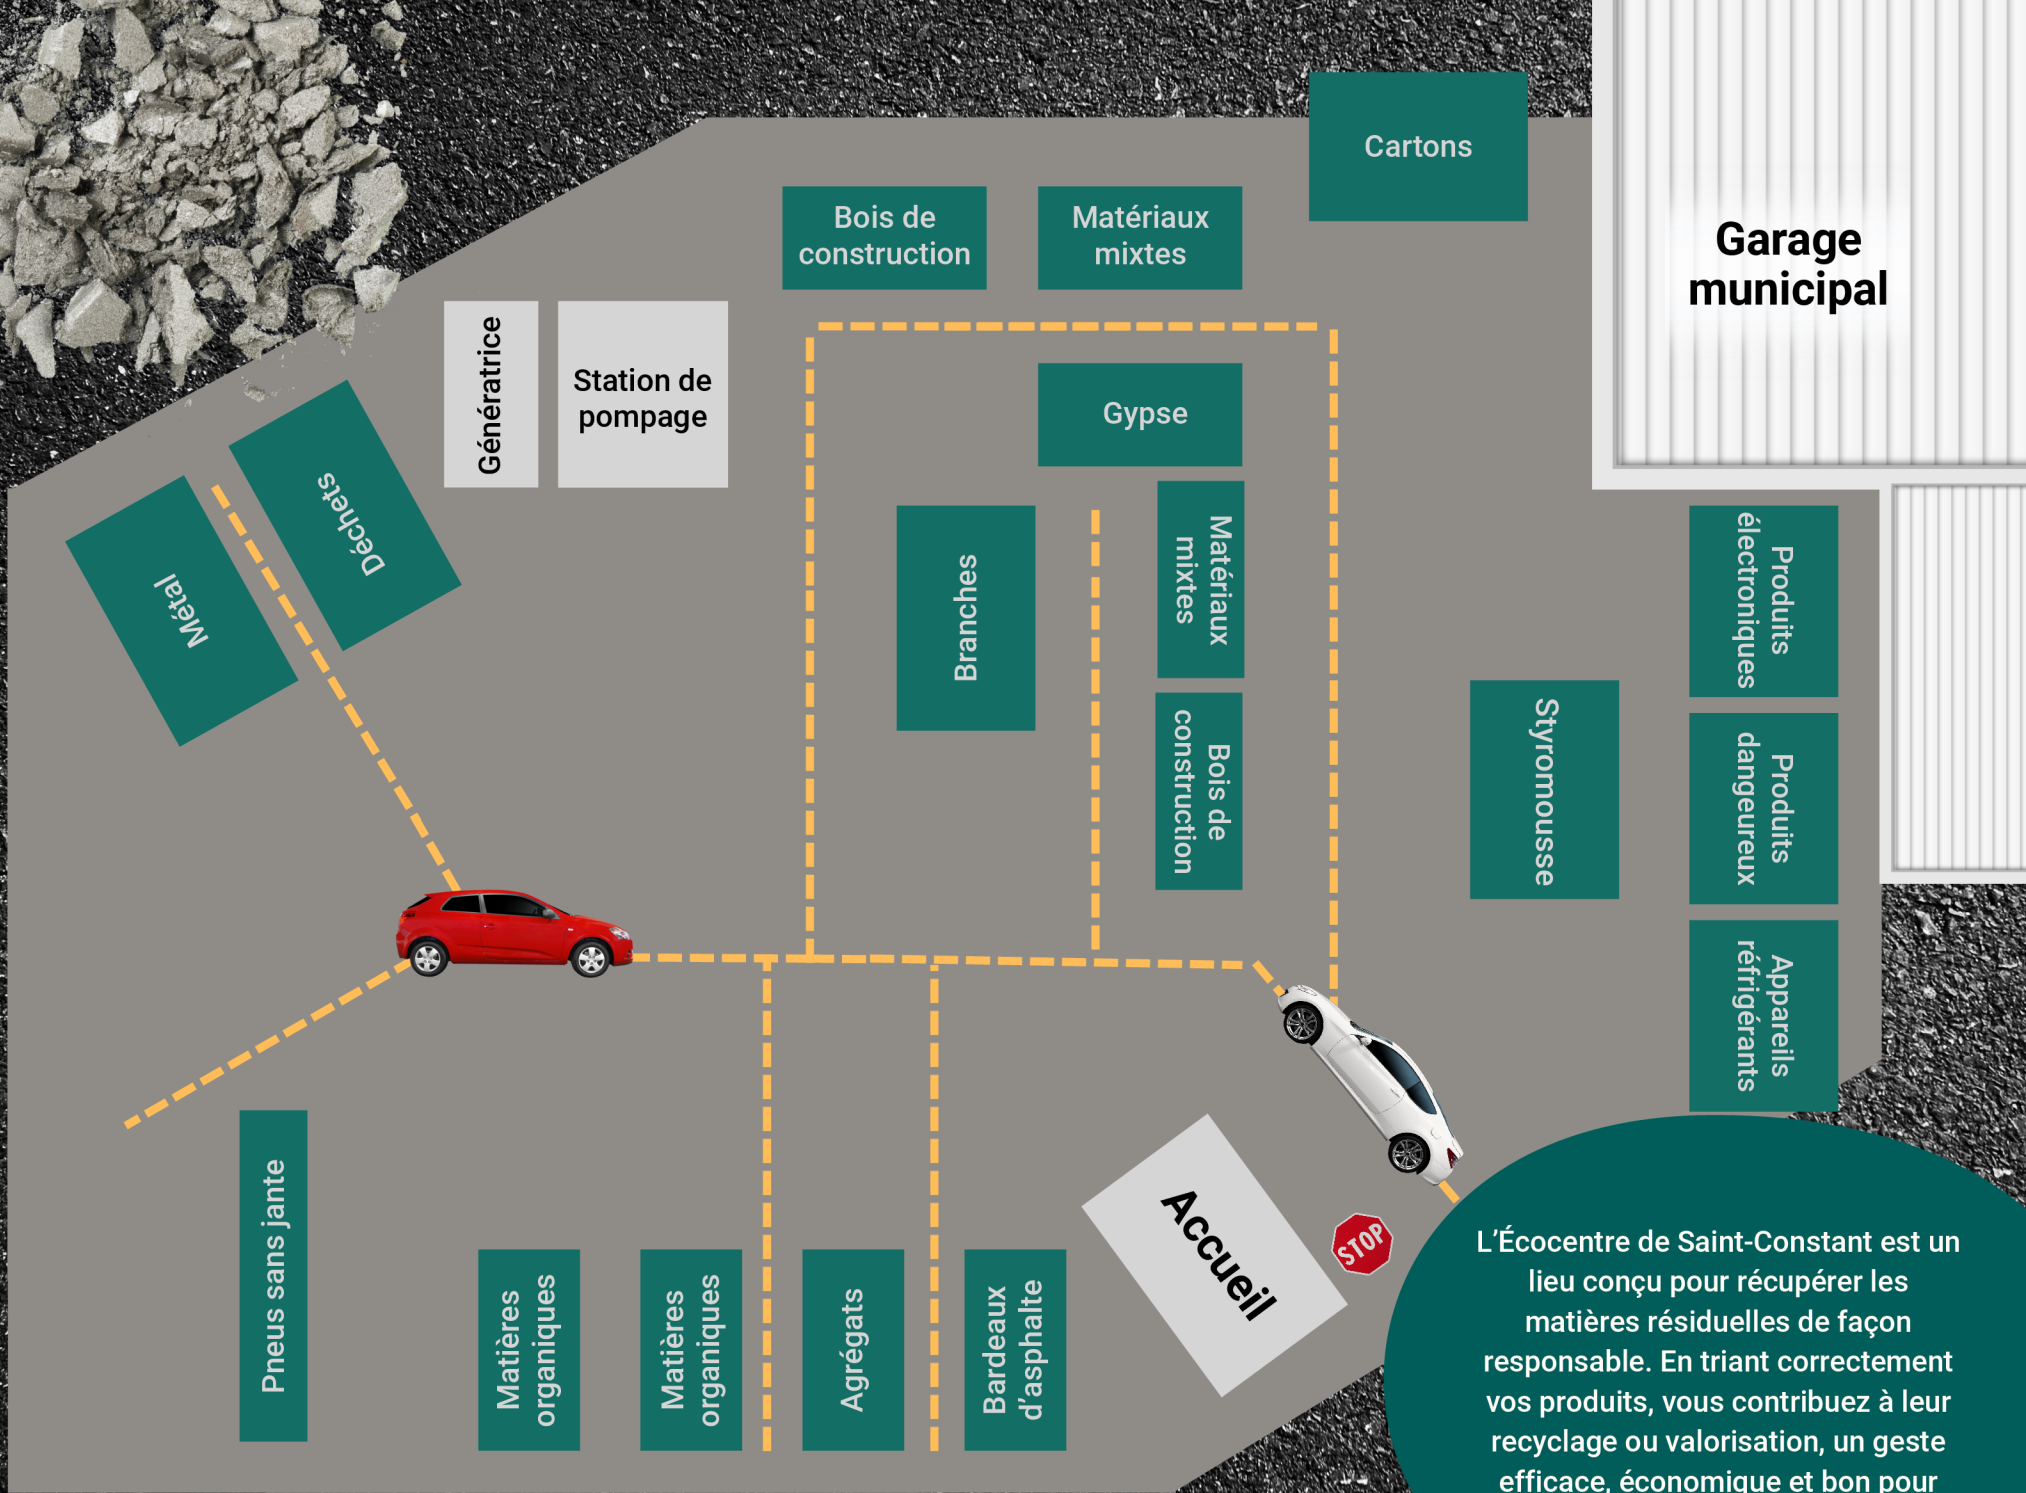 Cartons
Bois de
construction
Matériaux
mixtes
Garage
municipal
Génératrice
Station de
pompage
Gypse
Déchets
Métal
Branches
Matériaux
mixtes
Bois de
construction
Styromousse
Produits
électroniques
Produits
dangeureux
Appareils
réfrigérants
Pneus sans jante
Matières
organiques
Matières
organiques
Agrégats
Bardeaux
d’asphalte
Accueil
STOP
L’Écocentre de Saint-Constant est un
lieu conçu pour récupérer les
matières résiduelles de façon
responsable. En triant correctement
vos produits, vous contribuez à leur
recyclage ou valorisation, un geste
efficace, économique et bon pour